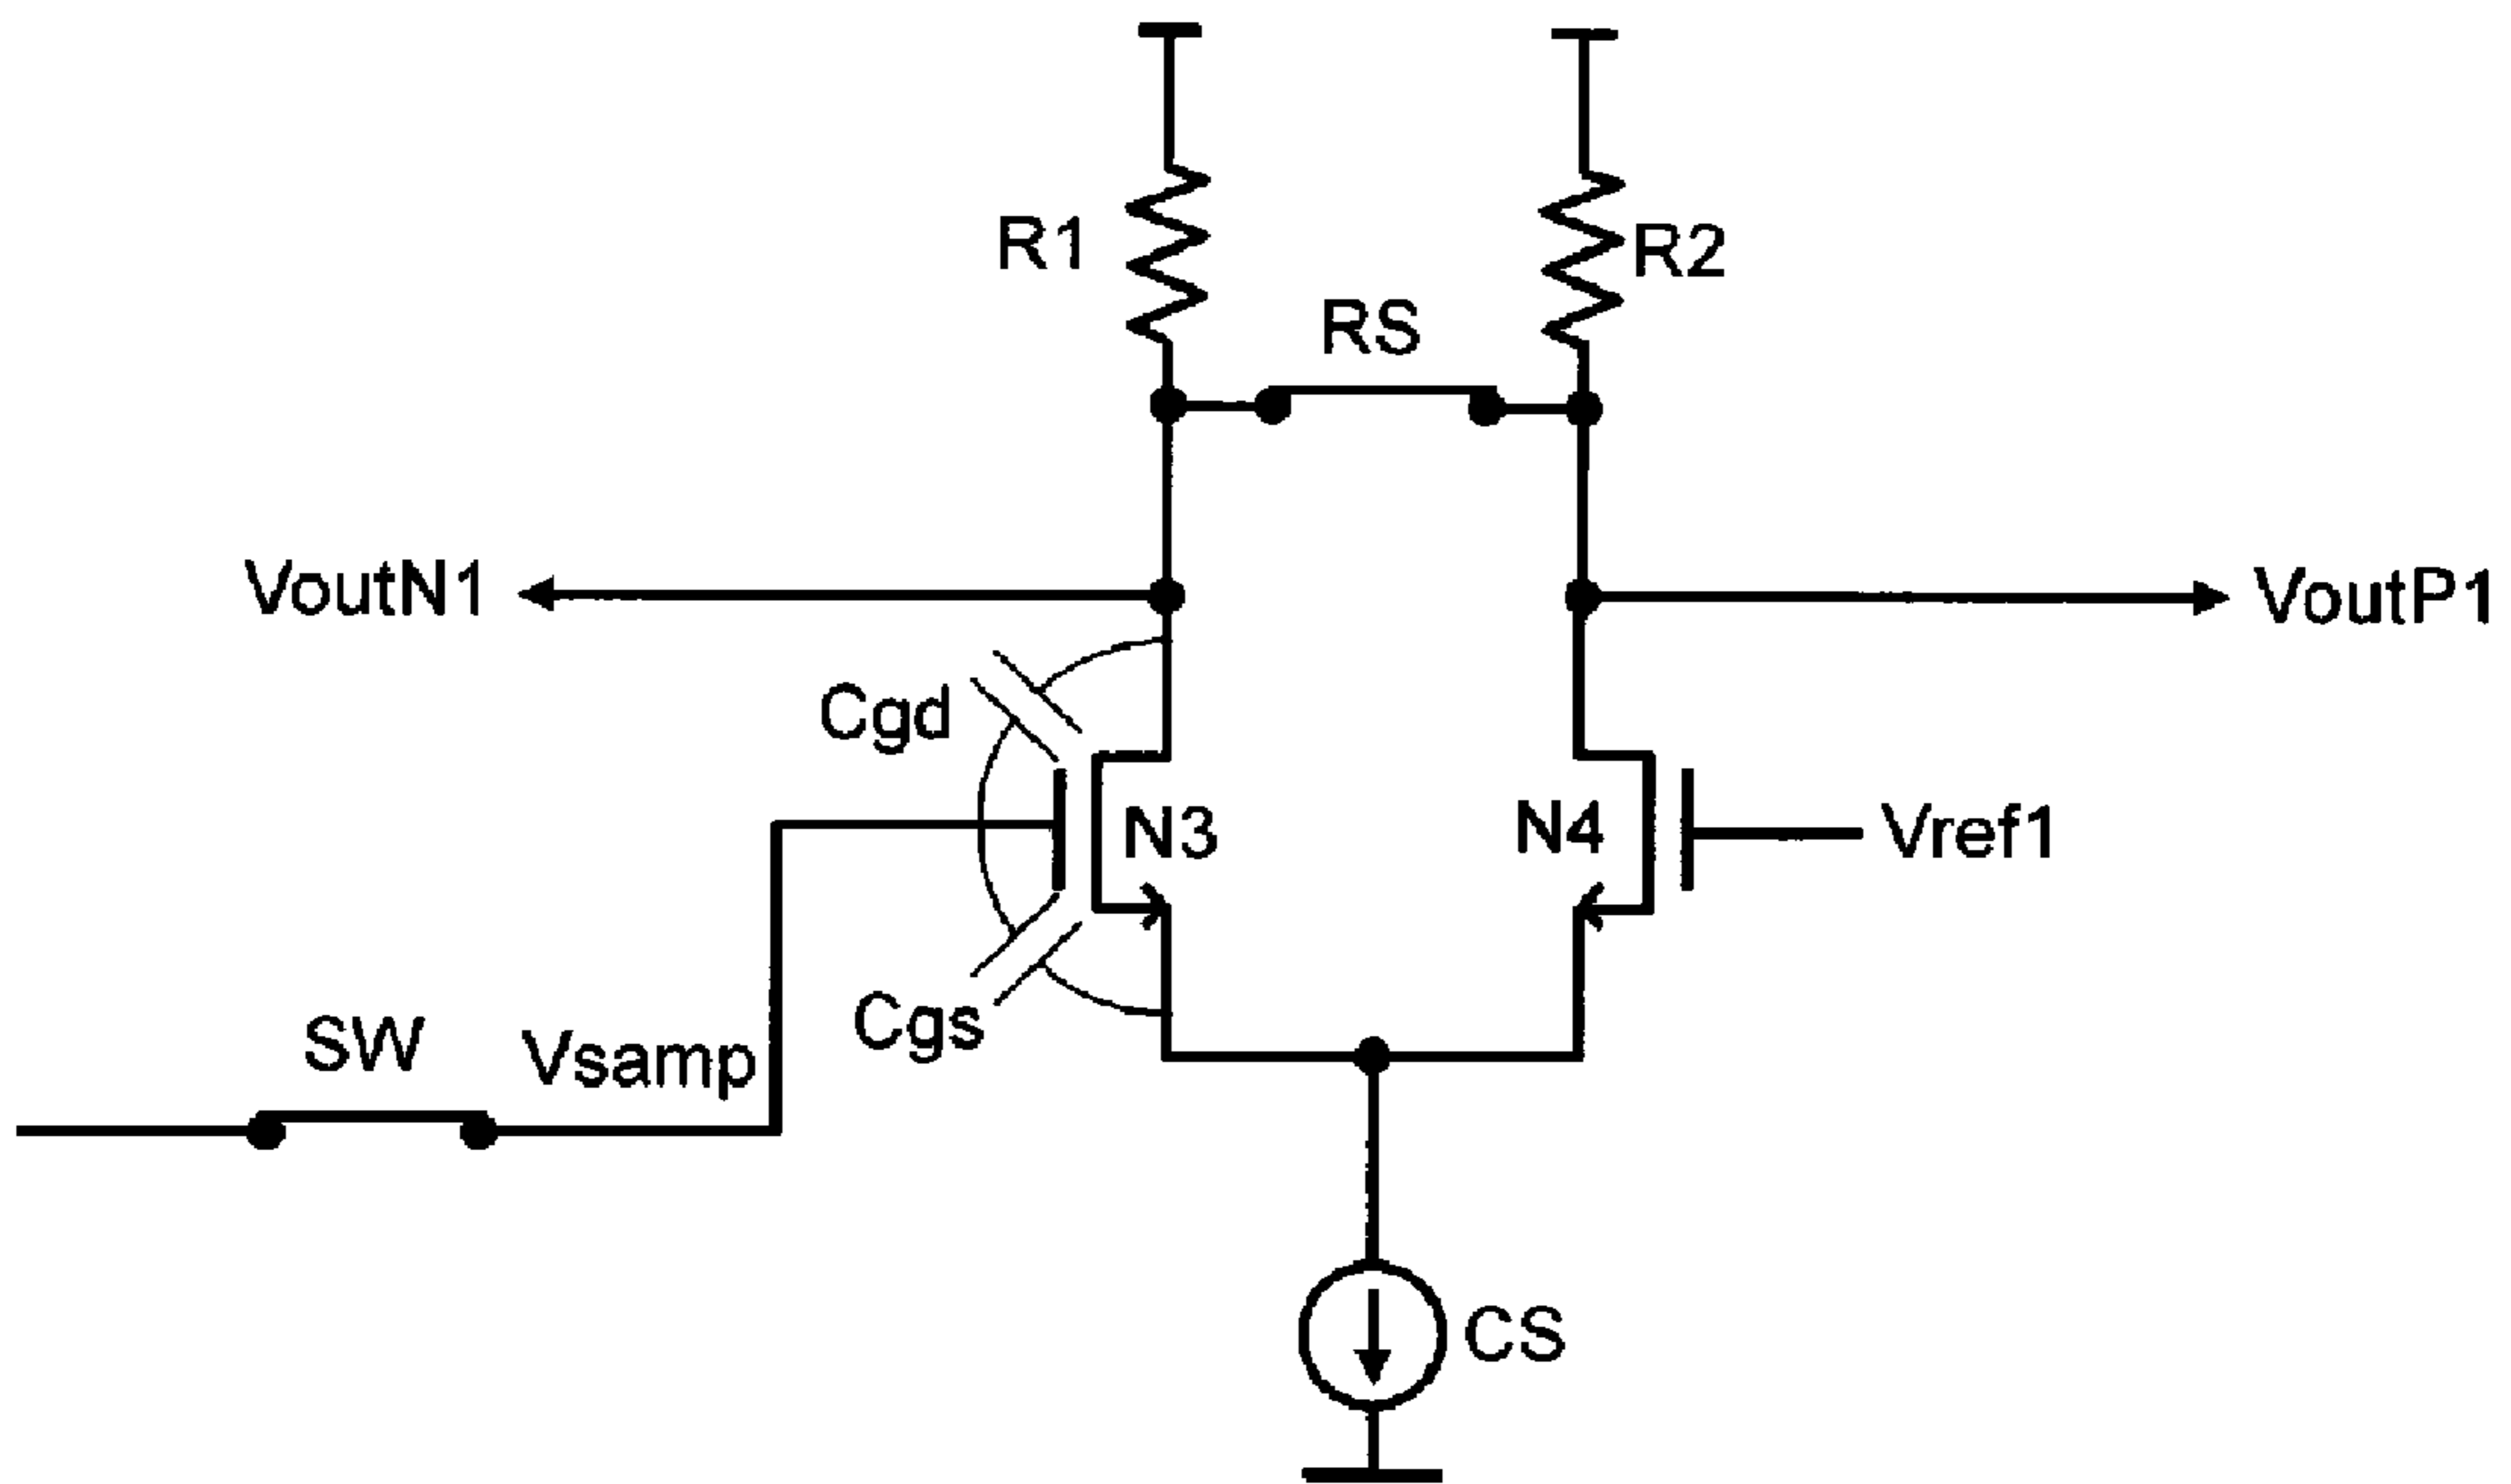 R1
R2
RS
VoutN1
VoutP1
Cgd
N3
N4
Vref1
Cgs
SW
Vsamp
CS